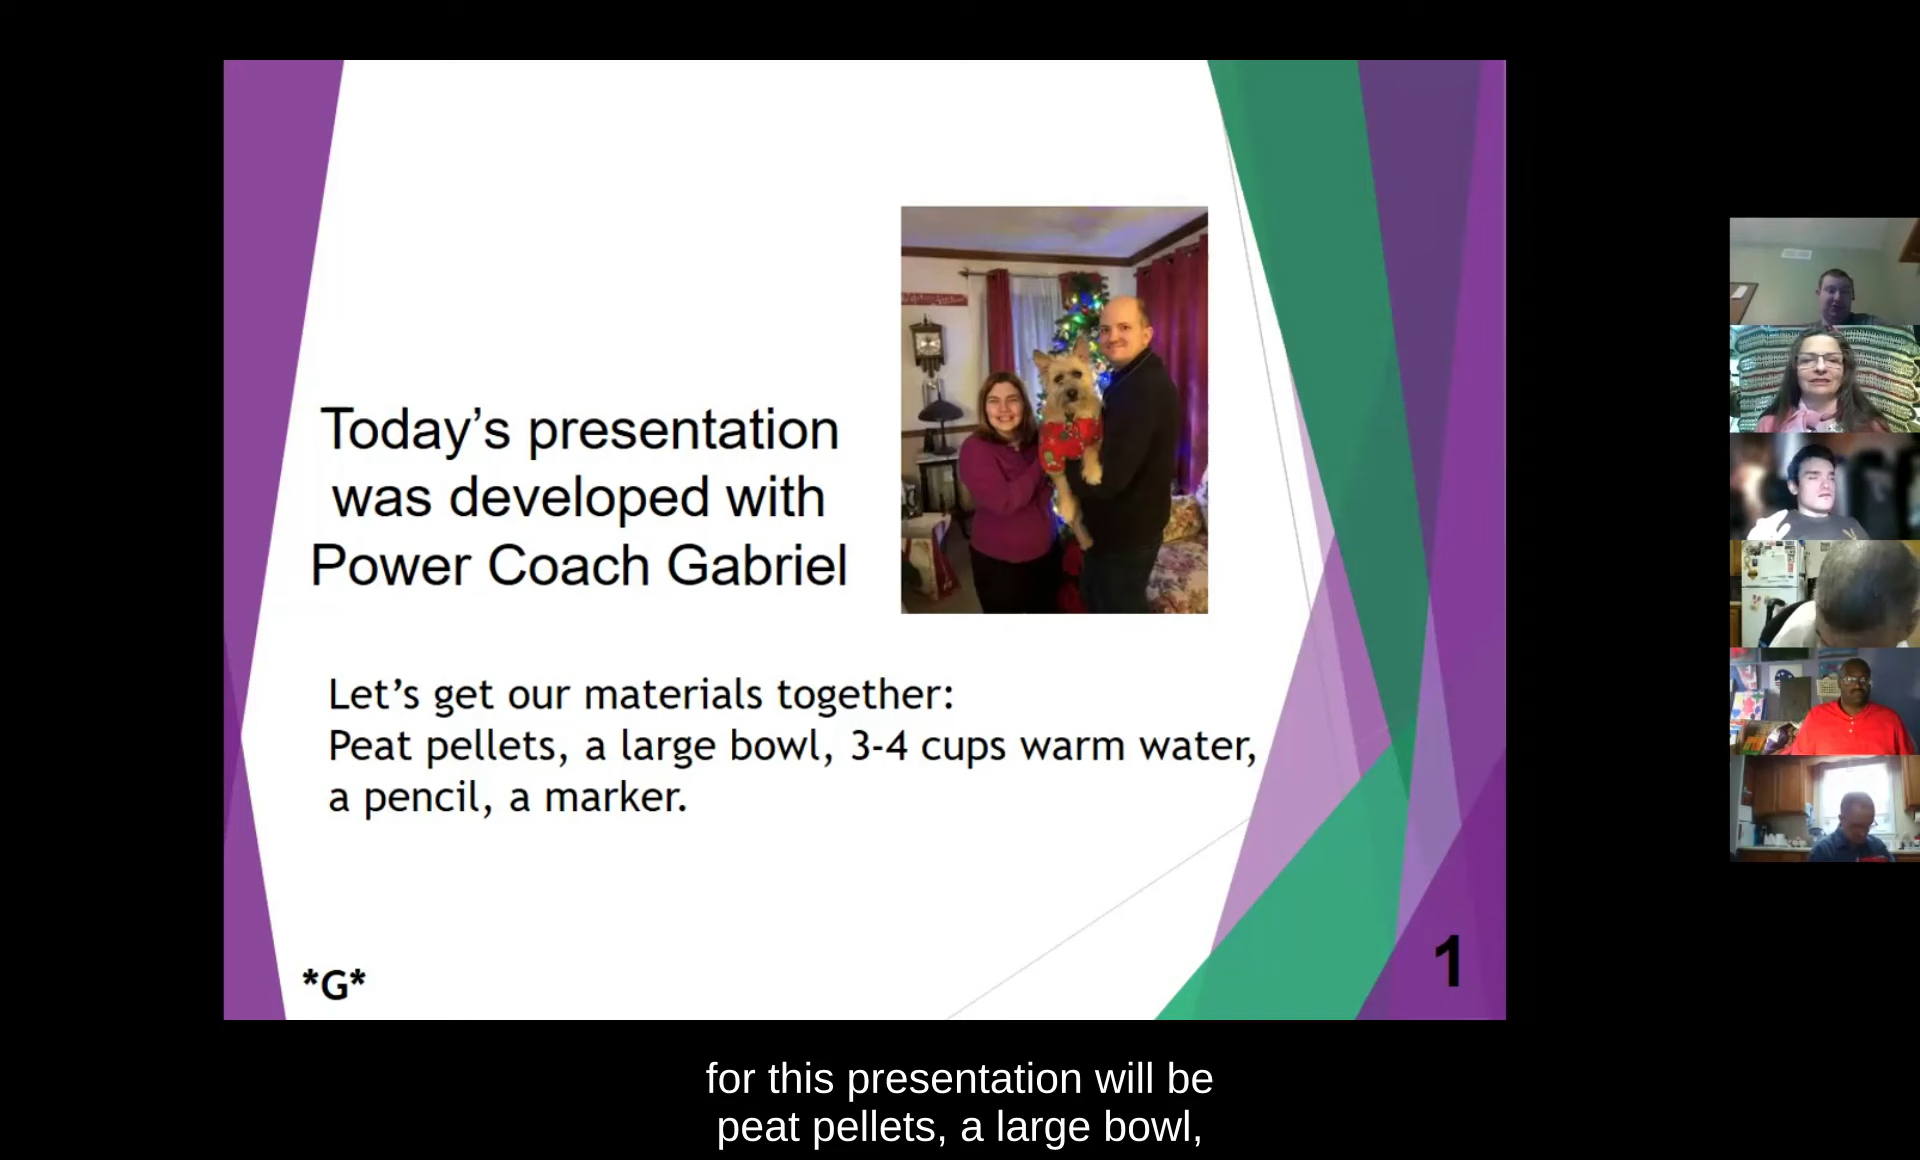 Today’s presentation
was developed with
Power Coach Gabriel
Let’s get our materials together:
Peat pellets, a large bowl, 3-4 cups warm water,
a pencil, a marker.
*G*
1
for this presentation will be
peat pellets, a large bowl,